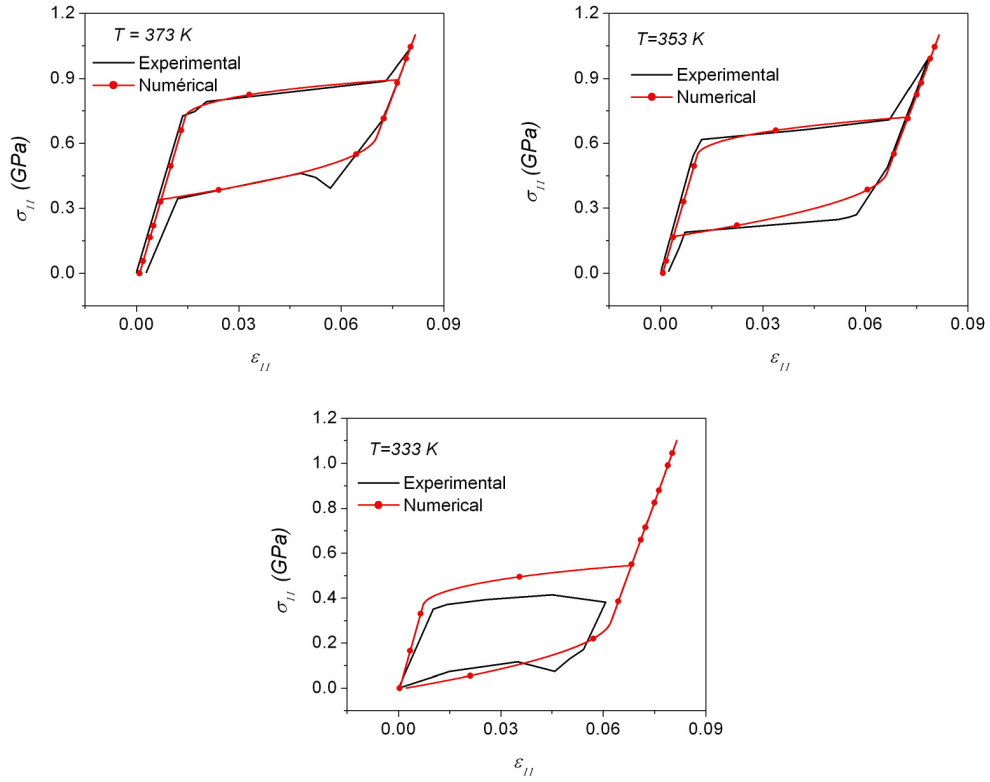 T = 373 K
Experimental
Numérical
1.2
0.9
0.6
0.3
0.0
σ11 (GPa)
0.00 0.03 0.06 0.09
ε11
T=353 K
Experimental
Numerical
1.2
0.9
0.6
0.3
0.0
σ11 (GPa)
0.00 0.03 0.06 0.09
ε11
T=333 K
Experimental
Numerical
1.2
1.0
0.8
0.6
0.4
0.2
0.0
σ11 (GPa)
0.00 0.03 0.06 0.09
ε11